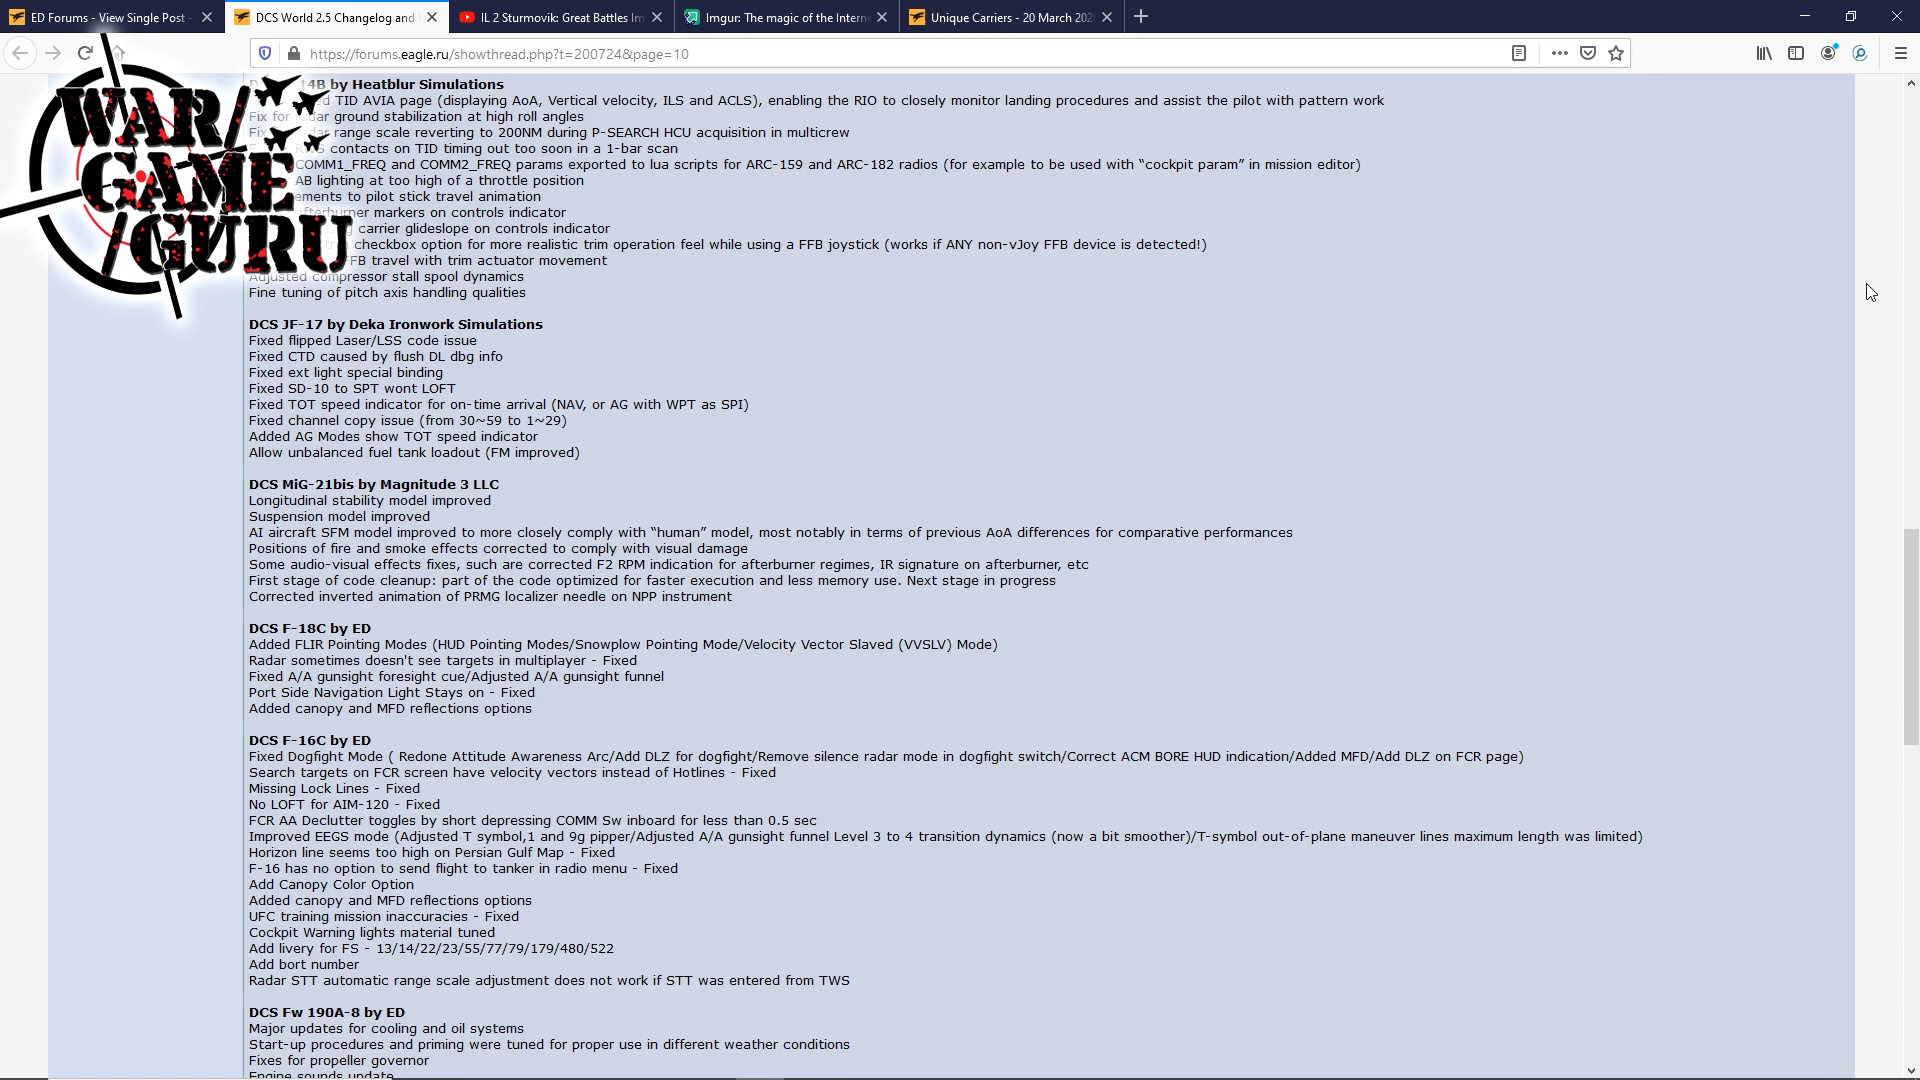 ED Forums - View Single Post -
DCS World 2.5 Changelog and
IL 2 Sturmovik: Great Battles Im
Imgur: The magic of the Intern
Unique Carriers - 20 March 202
https://forums.eagle.ru/showthread.php?t=200724&page=10
WAR/
GAME
/GURU
14B by Heatblur Simulations
TID AVIA page (displaying AoA, Vertical velocity, ILS and ACLS), enabling the RIO to closely monitor landing procedures and assist the pilot with pattern work
Fix for radar ground stabilization at high roll angles
range scale reverting to 200NM during P-SEARCH HCU acquisition in multicrew
contacts on TID timing out too soon in a 1-bar scan
COMM1_FREQ and COMM2_FREQ params exported to lua scripts for ARC-159 and ARC-182 radios (for example to be used with “cockpit param” in mission editor)
AB lighting at too high of a throttle position
ements to pilot stick travel animation
afterburner markers on controls indicator
carrier glideslope on controls indicator
checkbox option for more realistic trim operation feel while using a FFB joystick (works if ANY non-vJoy FFB device is detected!)
FFB travel with trim actuator movement
Adjusted compressor stall spool dynamics
Fine tuning of pitch axis handling qualities
DCS JF-17 by Deka Ironwork Simulations
Fixed flipped Laser/LSS code issue
Fixed CTD caused by flush DL dbg info
Fixed ext light special binding
Fixed SD-10 to SPT wont LOFT
Fixed TOT speed indicator for on-time arrival (NAV, or AG with WPT as SPI)
Fixed channel copy issue (from 30~59 to 1~29)
Added AG Modes show TOT speed indicator
Allow unbalanced fuel tank loadout (FM improved)
DCS MiG-21bis by Magnitude 3 LLC
Longitudinal stability model improved
Suspension model improved
AI aircraft SFM model improved to more closely comply with “human” model, most notably in terms of previous AoA differences for comparative performances
Positions of fire and smoke effects corrected to comply with visual damage
Some audio-visual effects fixes, such are corrected F2 RPM indication for afterburner regimes, IR signature on afterburner, etc
First stage of code cleanup: part of the code optimized for faster execution and less memory use. Next stage in progress
Corrected inverted animation of PRMG localizer needle on NPP instrument
DCS F-18C by ED
Added FLIR Pointing Modes (HUD Pointing Modes/Snowplow Pointing Mode/Velocity Vector Slaved (VVSLV) Mode)
Radar sometimes doesn't see targets in multiplayer - Fixed
Fixed A/A gunsight foresight cue/Adjusted A/A gunsight funnel
Port Side Navigation Light Stays on - Fixed
Added canopy and MFD reflections options
DCS F-16C by ED
Fixed Dogfight Mode ( Redone Attitude Awareness Arc/Add DLZ for dogfight/Remove silence radar mode in dogfight switch/Correct ACM BORE HUD indication/Added MFD/Add DLZ on FCR page)
Search targets on FCR screen have velocity vectors instead of Hotlines - Fixed
Missing Lock Lines - Fixed
No LOFT for AIM-120 - Fixed
FCR AA Declutter toggles by short depressing COMM Sw inboard for less than 0.5 sec
Improved EEGS mode (Adjusted T symbol,1 and 9g pipper/Adjusted A/A gunsight funnel Level 3 to 4 transition dynamics (now a bit smoother)/T-symbol out-of-plane maneuver lines maximum length was limited)
Horizon line seems too high on Persian Gulf Map - Fixed
F-16 has no option to send flight to tanker in radio menu - Fixed
Add Canopy Color Option
Added canopy and MFD reflections options
UFC training mission inaccuracies - Fixed
Cockpit Warning lights material tuned
Add livery for FS - 13/14/22/23/55/77/79/179/480/522
Add bort number
Radar STT automatic range scale adjustment does not work if STT was entered from TWS
DCS Fw 190A-8 by ED
Major updates for cooling and oil systems
Start-up procedures and priming were tuned for proper use in different weather conditions
Fixes for propeller governor
Engine sounds update